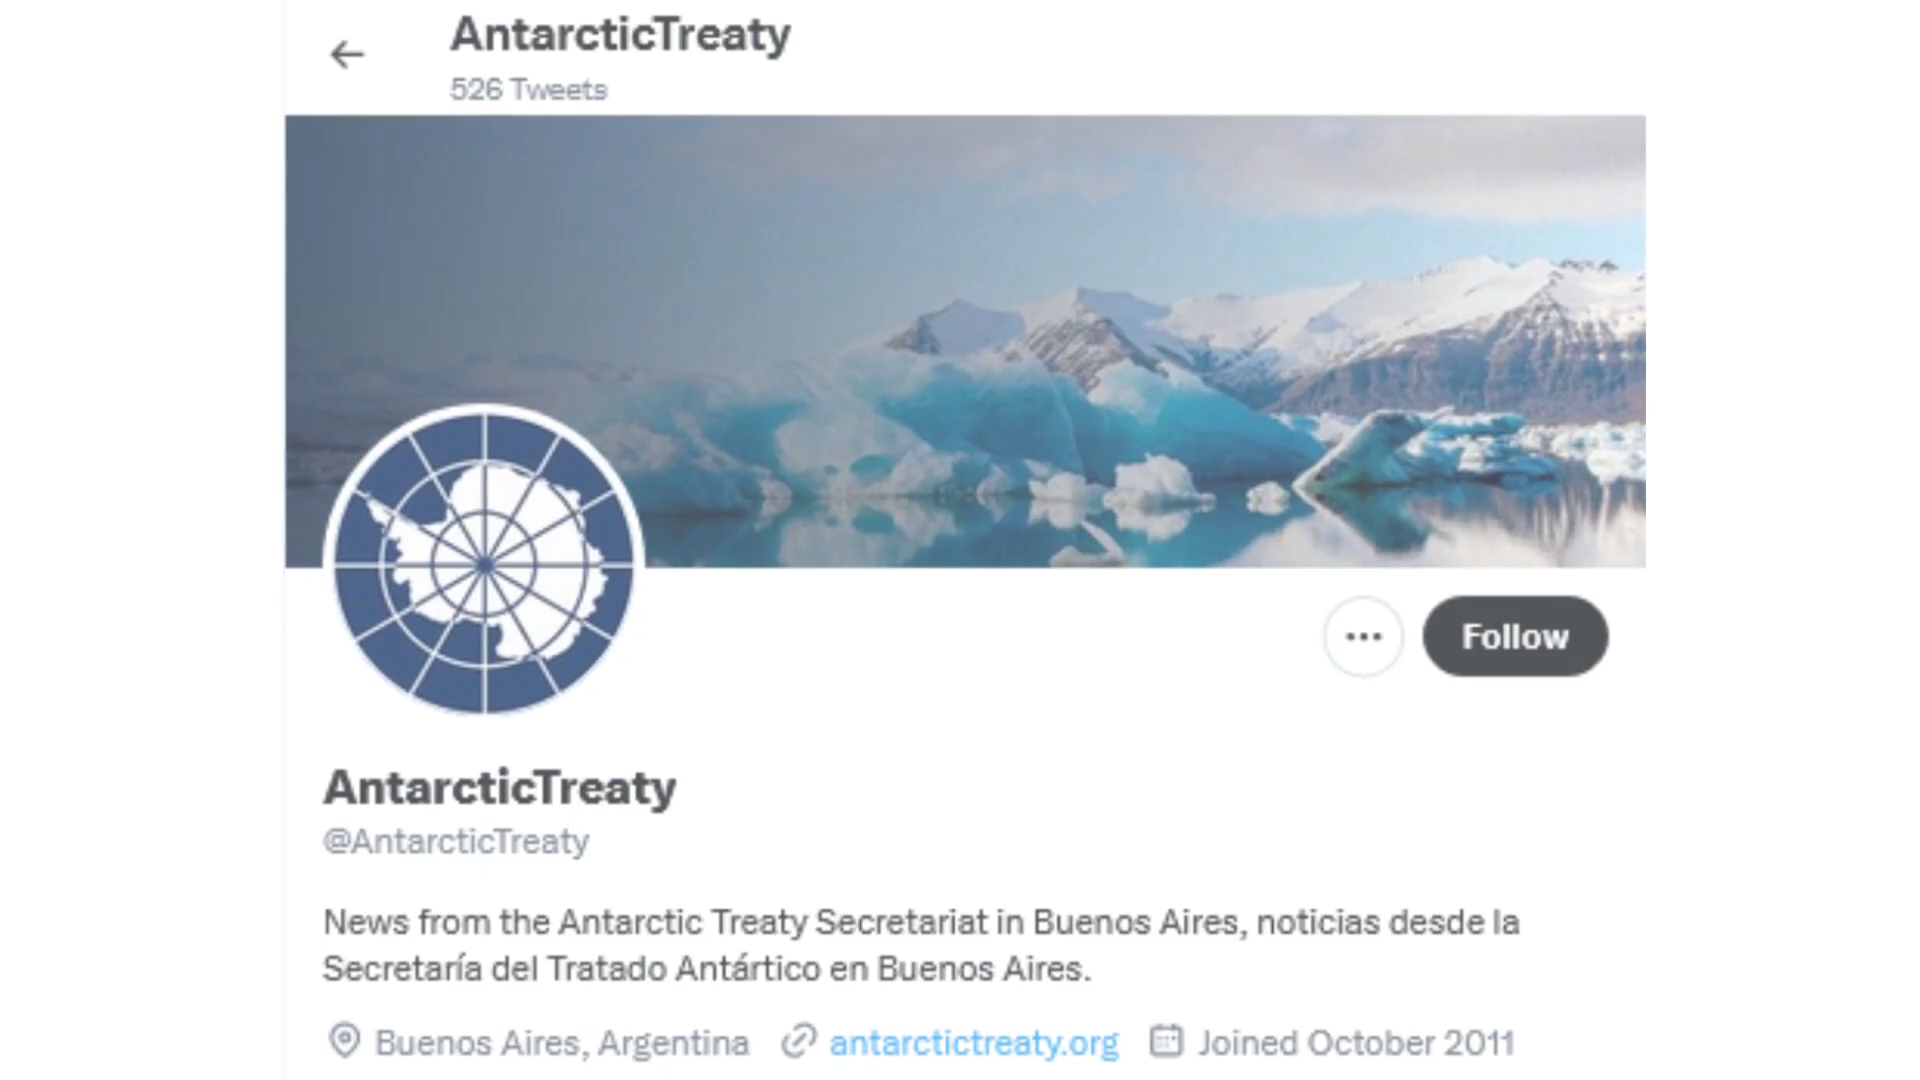 AntarcticTreaty
526 Tweets
Follow
AntarcticTreaty
@AntarcticTreaty
News from the Antarctic Treaty Secretariat in Buenos Aires, noticias desde la
Secretaría del Tratado Antártico en Buenos Aires.
Buenos Aires, Argentina antarctictreaty.org Joined October 2011